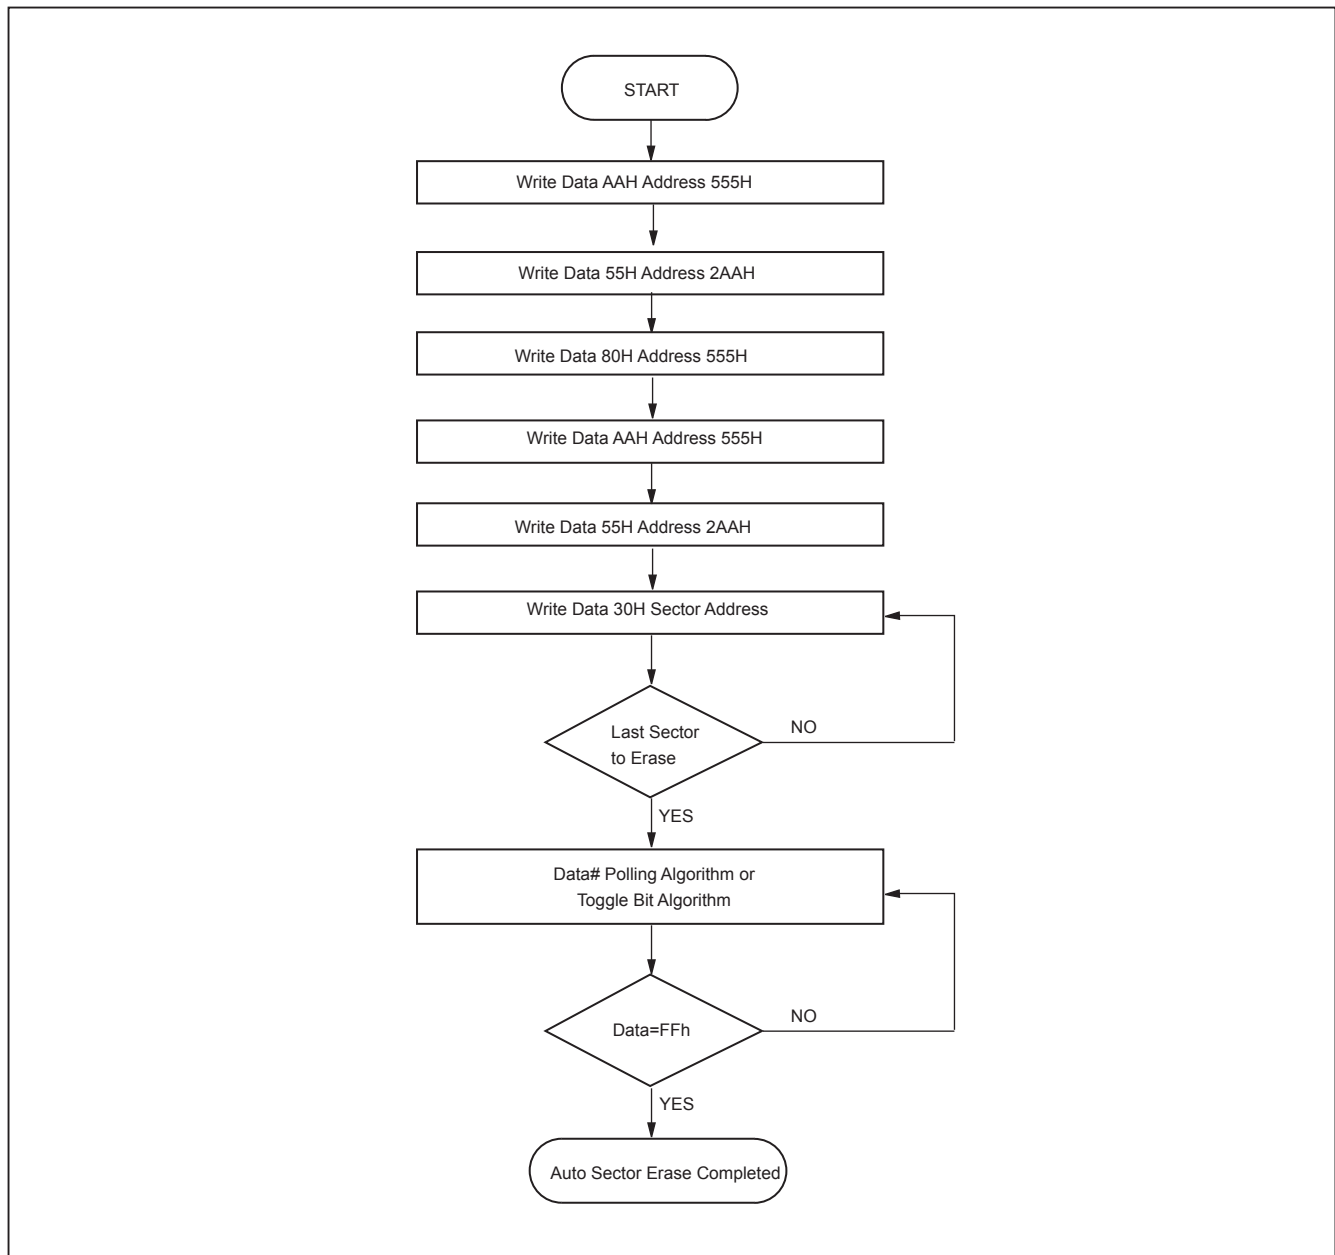 START
Write Data AAH Address 555H
Write Data 55H Address 2AAH
Write Data 80H Address 555H
Write Data AAH Address 555H
Write Data 55H Address 2AAH
Write Data 30H Sector Address
Last Sector
to Erase
NO
YES
Data# Polling Algorithm or
Toggle Bit Algorithm
Data=FFh
NO
YES
Auto Sector Erase Completed